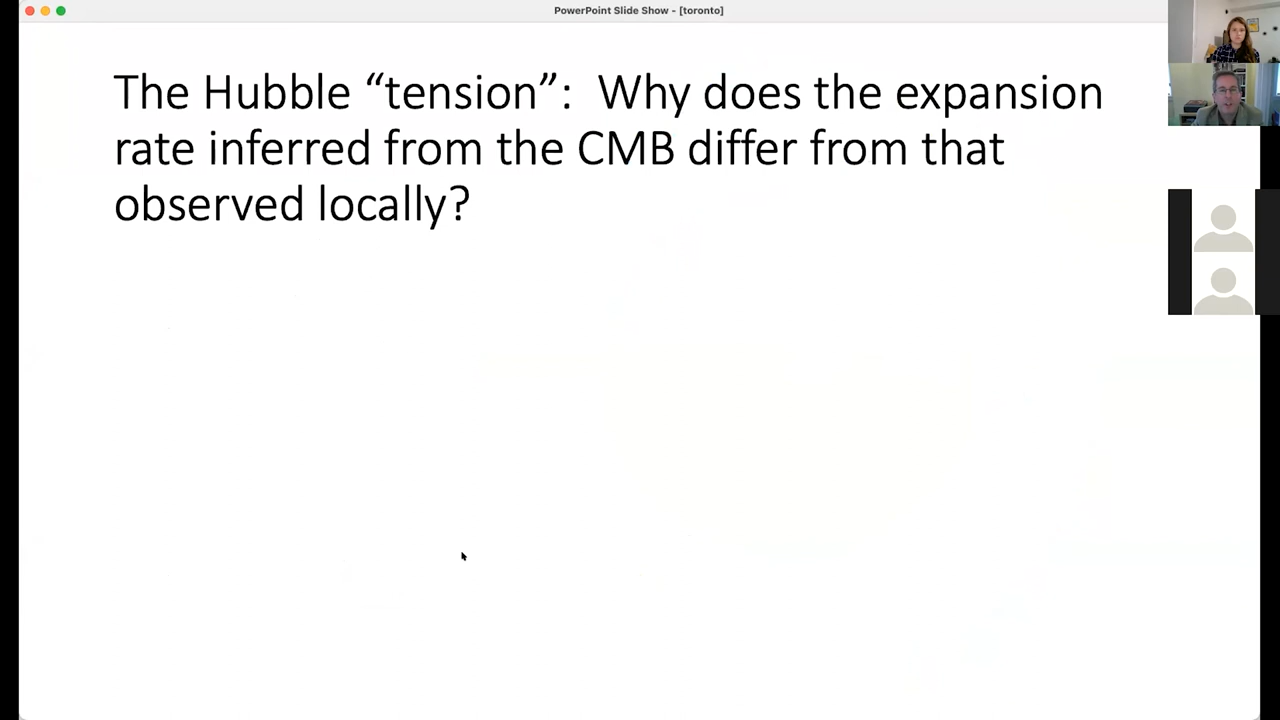 PowerPoint Slide Show - [toronto]
The Hubble “tension”:  Why does the expansion
rate inferred from the CMB differ from that
observed locally?